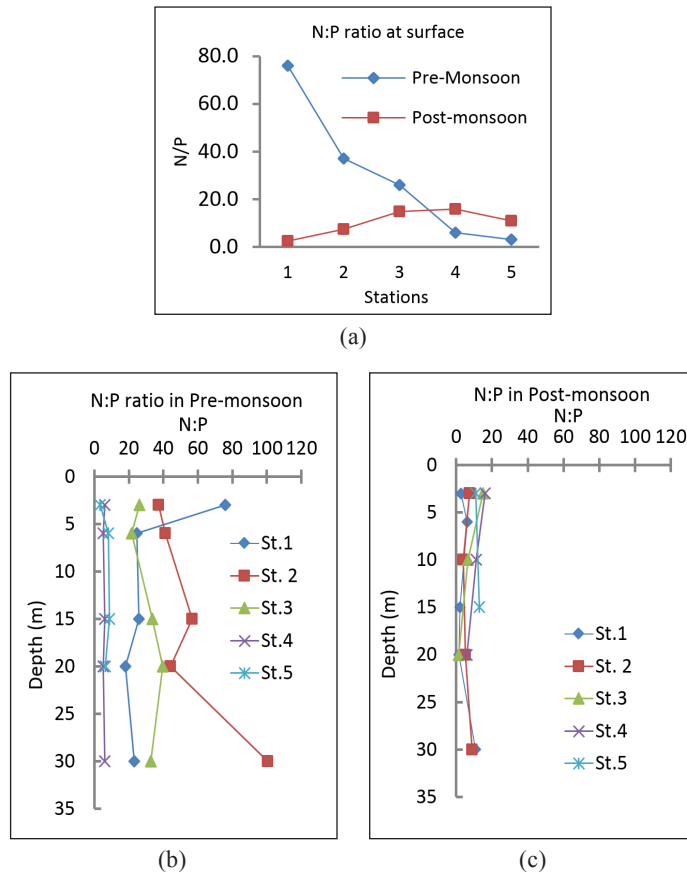 N:P ratio at surface
80.0
60.0
40.0
20.0
0.0
N/P
Pre-Monsoon
Post-monsoon
1 2 3 4 5
Stations
(a)
N:P ratio in Pre-monsoon
N:P
0 20 40 60 80 100 120
0
5
10
15
20
25
30
35
Depth (m)
St.1
St. 2
St.3
St.4
St.5
(b)
N:P in Post-monsoon
N:P
0 20 40 60 80 100 120
0
5
10
15
20
25
30
35
Depth (m)
St.1
St. 2
St.3
St.4
St.5
(c)